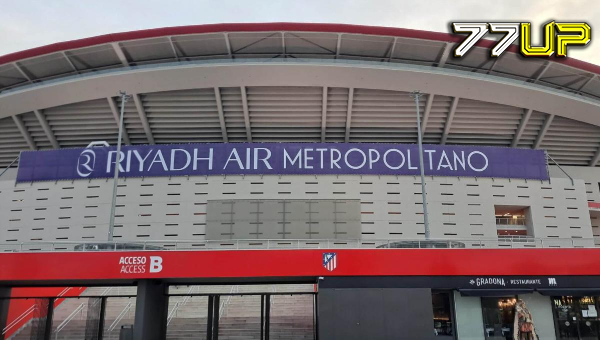 77UP
RIYADH AIR METROPOLITANO
ACCESO
ACCESS B
GRADONA RESTAURANTE